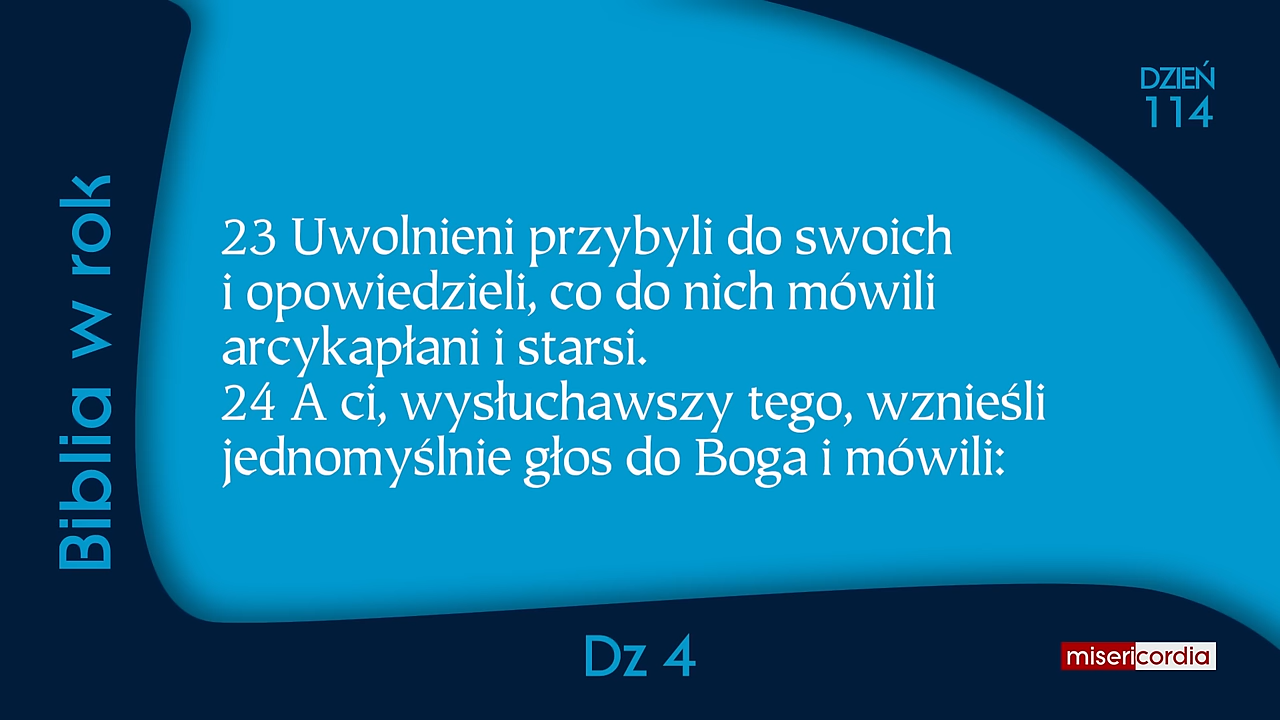 DZIEŃ
114
Biblia w rok
23 Uwolnieni przybyli do swoich
i opowiedzieli, co do nich mówili
arcykapłani i starsi.
24 A ci, wysłuchawszy tego, wznieśli
jednomyślnie głos do Boga i mówili:
Dz 4
misericordia